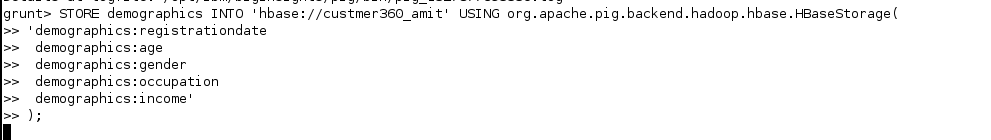 grunt> STORE demographics INTO 'hbase://custmer360_amit' USING org.apache.pig.backend.hadoop.hbase.HBaseStorage(
>> 'demographics:registrationdate
>>  demographics:age
>>  demographics:gender
>>  demographics:occupation
>>  demographics:income'
>> );